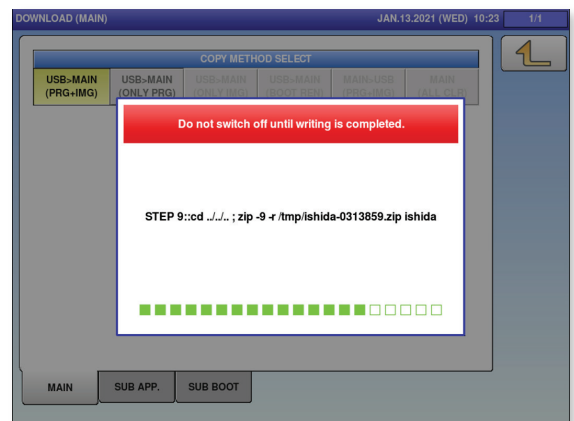 DOWNLOAD (MAIN) JAN.13.2021 (WED) 10:23 1/1
COPY METHOD SELECT
USB>MAIN USB>MAIN USB>MAIN USB>MAIN MAIN>USB MAIN
(PRG+IMG) (ONLY PRG) (ONLY IMG) (BOOT REN) (PRG+IMG) (ALL CLR)
Do not switch off until writing is completed.
STEP 9::cd ../../.. ; zip -9 -r /tmp/ishida-0313859.zip ishida
MAIN SUB APP. SUB BOOT